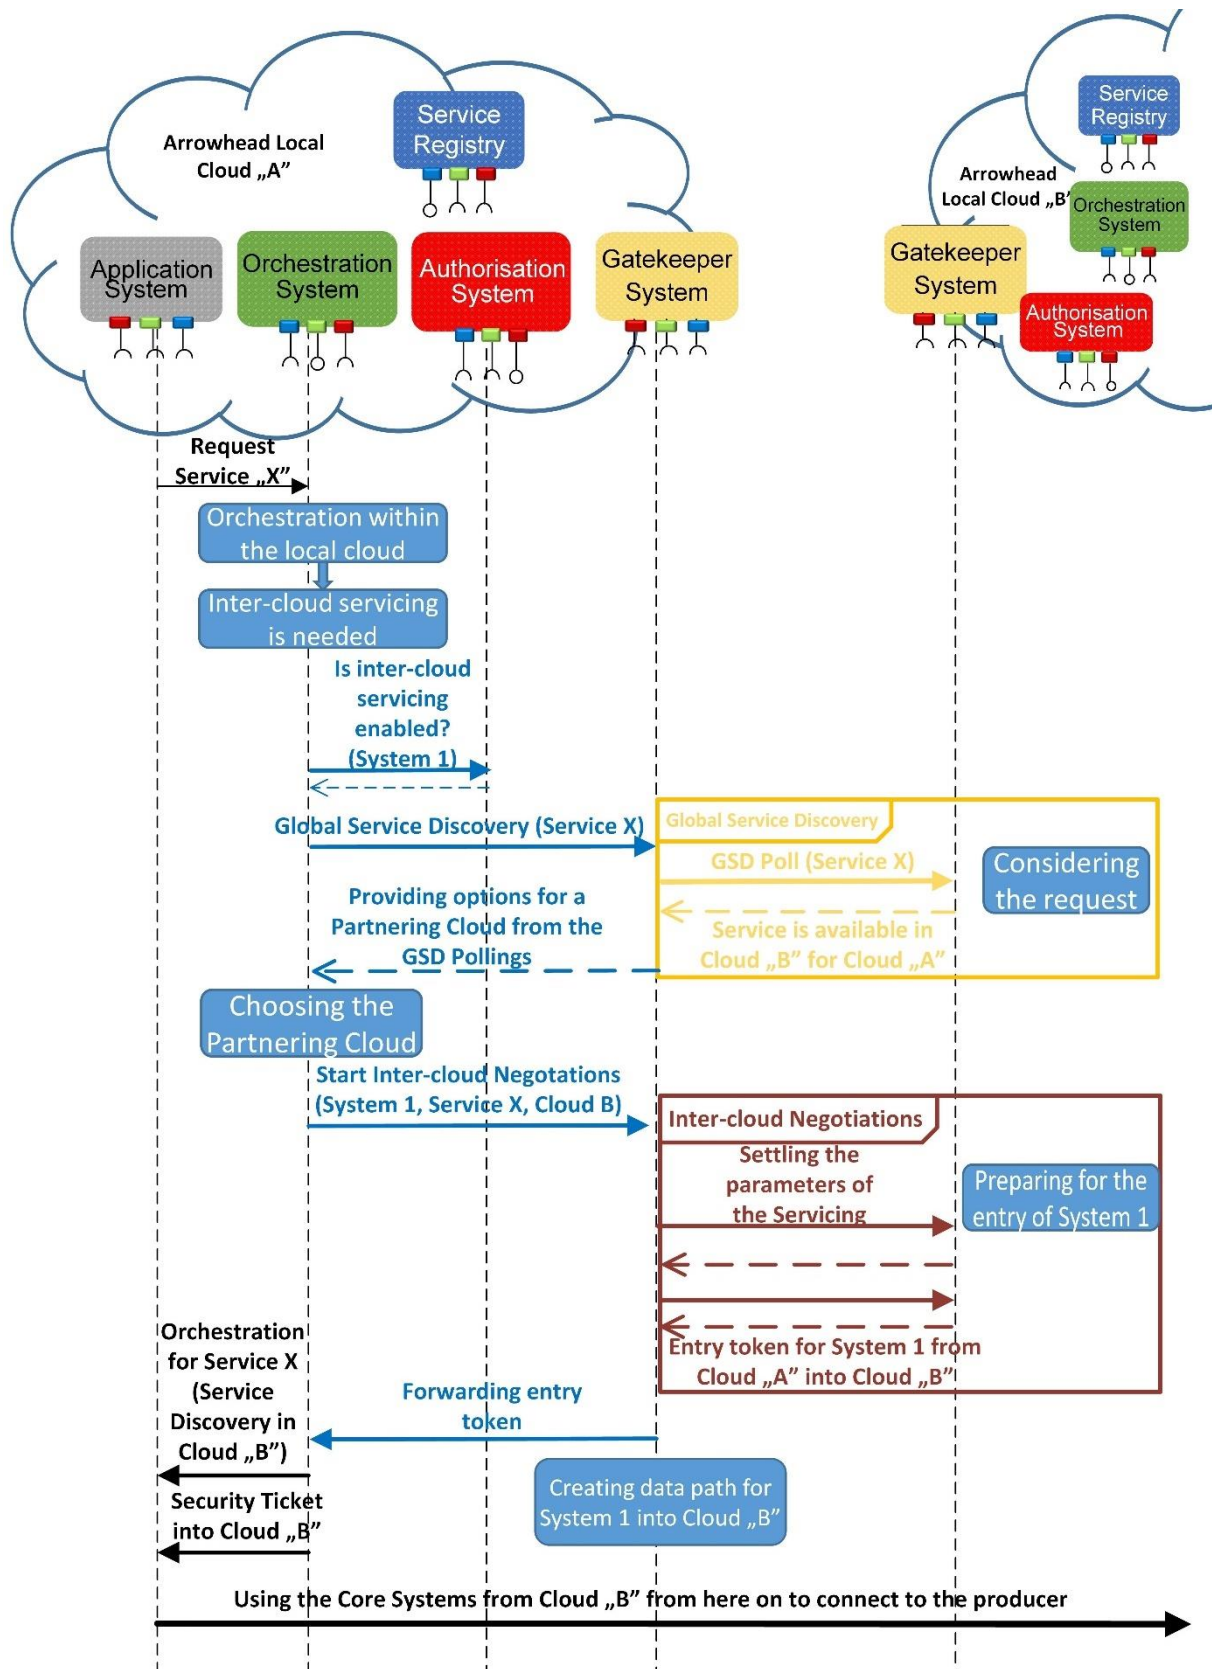 Arrowhead Local
Cloud „A”
Service
Registry
Application
System
Orchestration
System
Authorisation
System
Gatekeeper
System
Gatekeeper
System
Arrowhead
Local Cloud „B”
Service
Registry
Orchestration
System
Authorisation
System
Request
Service „X”
Orchestration within
the local cloud
Inter-cloud servicing
is needed
Is inter-cloud
servicing
enabled?
(System 1)
Global Service Discovery (Service X)
Global Service Discovery
GSD Poll (Service X)
Considering
the request
Service is available in
Cloud „B” for Cloud „A”
Providing options for a
Partnering Cloud from the
GSD Pollings
Choosing the
Partnering Cloud
Start Inter-cloud Negotations
(System 1, Service X, Cloud B)
Inter-cloud Negotiations
Settling the
parameters of
the Servicing
Preparing for the
entry of System 1
Entry token for System 1 from
Cloud „A” into Cloud „B”
Forwarding entry
token
Orchestration
for Service X
(Service
Discovery in
Cloud „B”)
Creating data path for
System 1 into Cloud „B”
Security Ticket
into Cloud „B”
Using the Core Systems from Cloud „B” from here on to connect to the producer